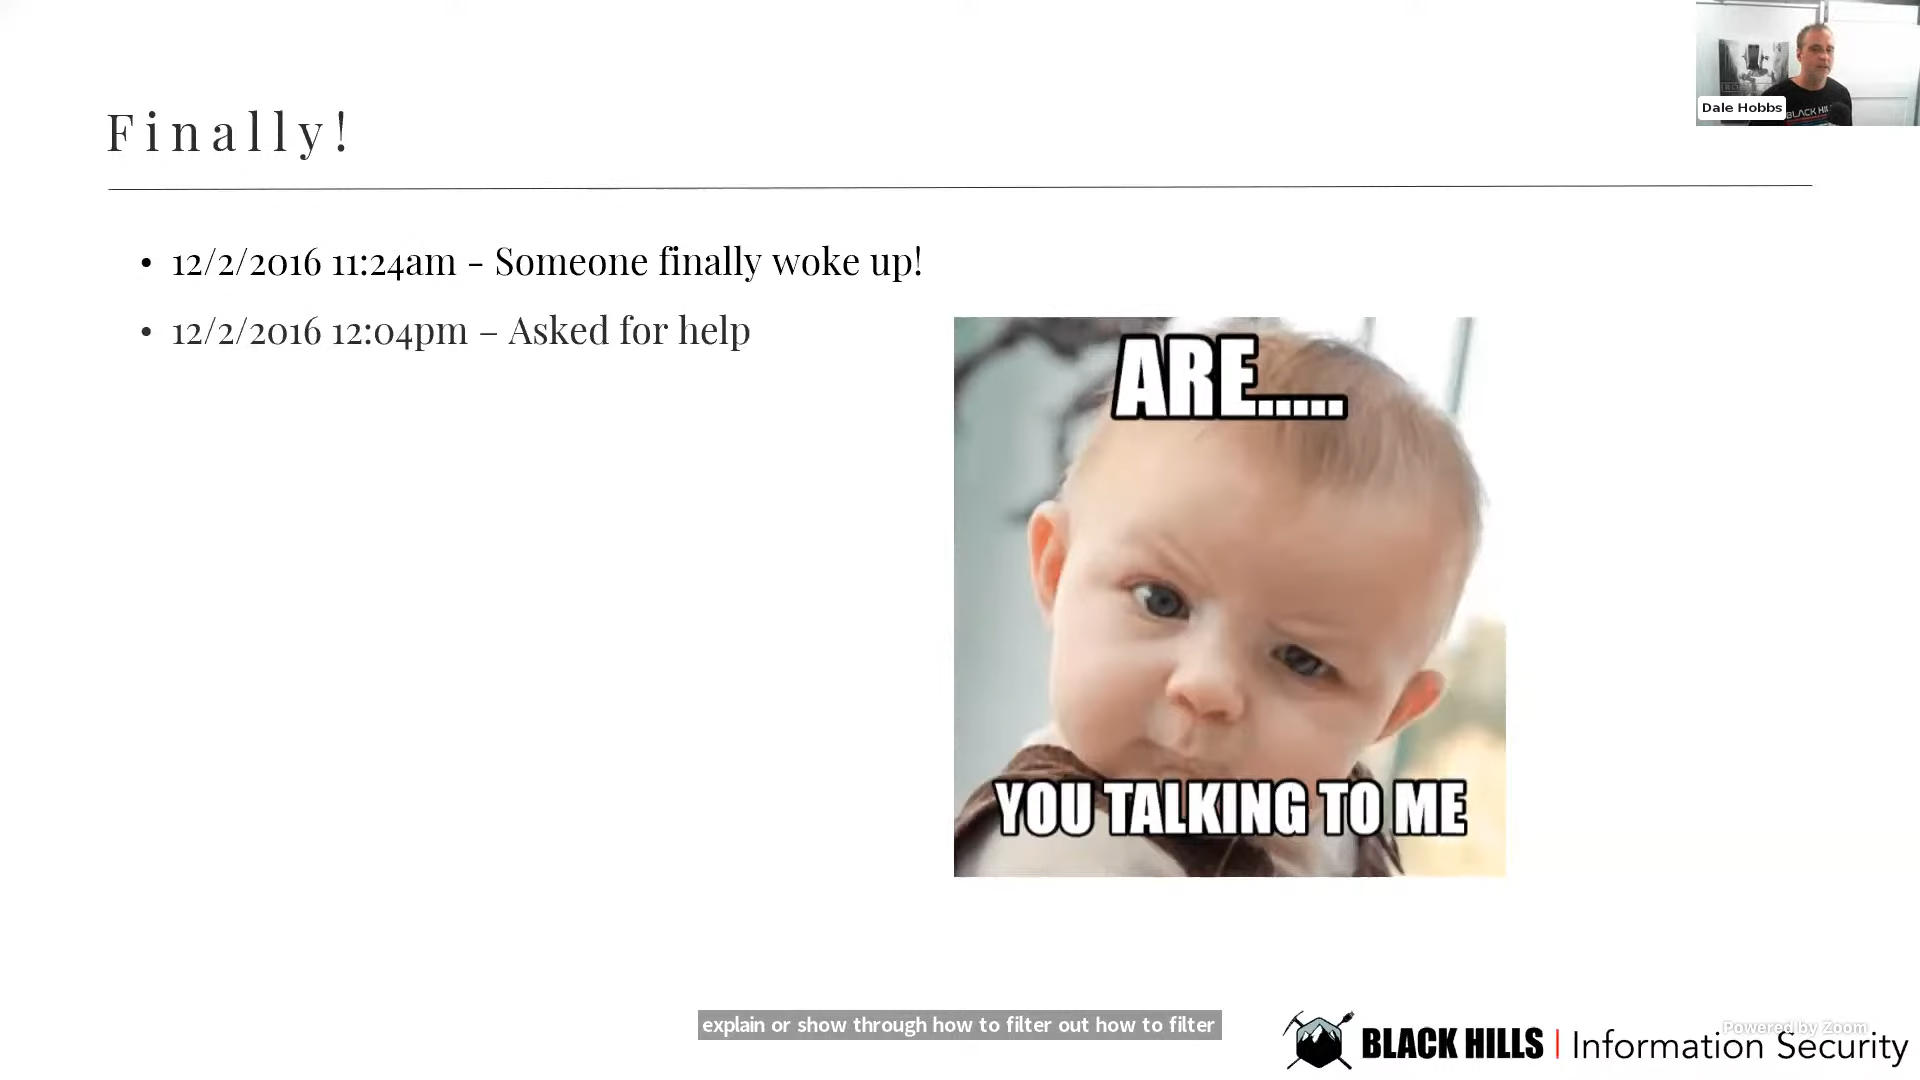 Dale Hobbs
BLACK HIL
Finally!
• 12/2/2016 11:24am - Someone finally woke up!
• 12/2/2016 12:04pm – Asked for help
ARE.....
YOU TALKING TO ME
explain or show through how to filter out how to filter
Powered by Zoom
BLACK HILLS | Information Security